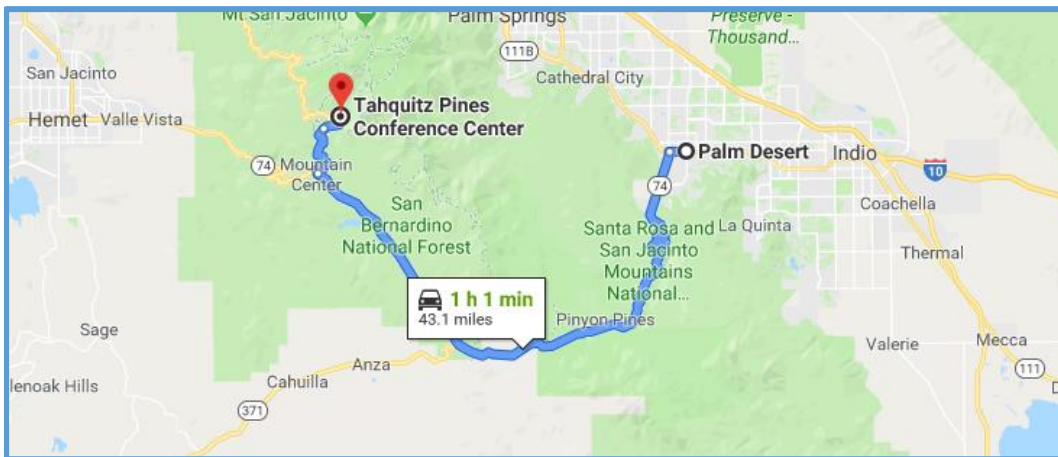 Mt San Jacinto
Palm Springs
Preserve -
Thousand...
111B
San Jacinto
Cathedral City
Tahquitz Pines
Conference Center
Hemet
Valle Vista
Palm Desert
Indio
10
74
Mountain
Center
74
Coachella
San
Bernardino
National Forest
Santa Rosa and
San Jacinto
Mountains
National...
La Quinta
Thermal
1 h 1 min
43.1 miles
Pinyon Pines
Sage
Valerie
Mecca
Anza
111
Cahuilla
lenoak Hills
D
371